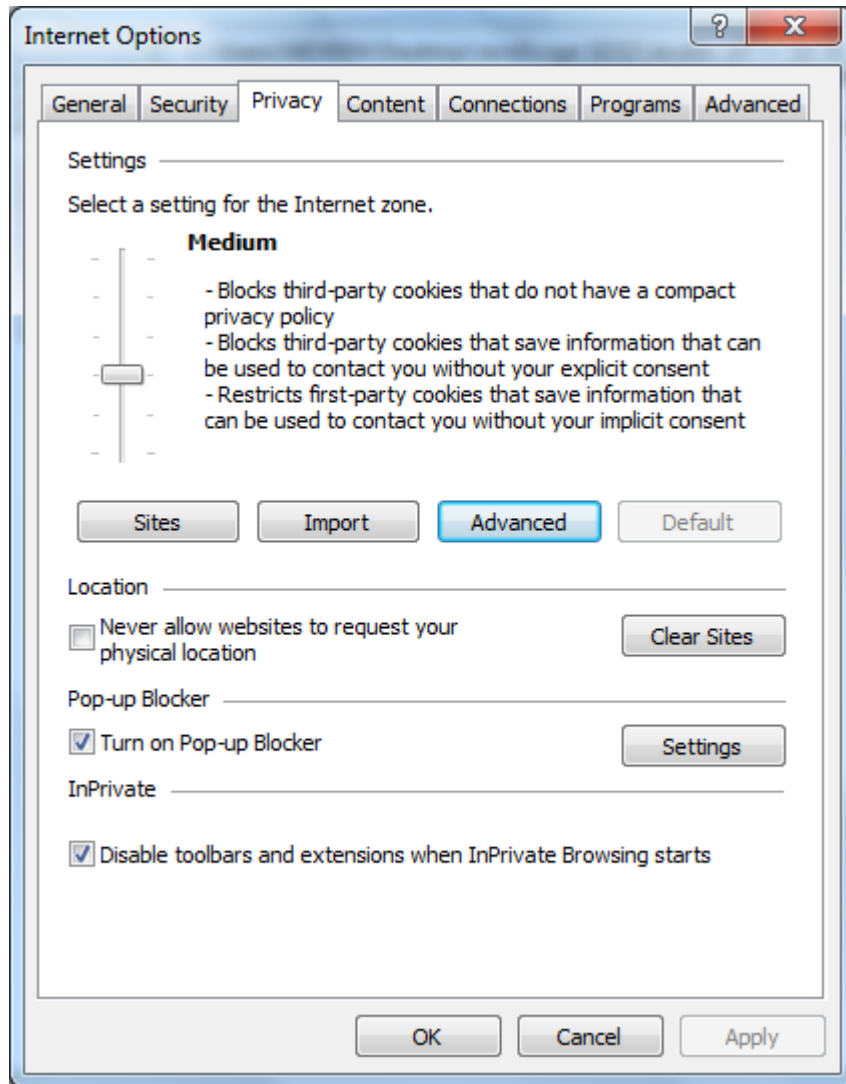 Internet Options
General Security Privacy Content Connections Programs Advanced
Settings
Select a setting for the Internet zone.
Medium
- Blocks third-party cookies that do not have a compact
privacy policy
- Blocks third-party cookies that save information that can
be used to contact you without your explicit consent
- Restricts first-party cookies that save information that
can be used to contact you without your implicit consent
Sites Import Advanced Default
Location
Never allow websites to request your
physical location
Clear Sites
Pop-up Blocker
Turn on Pop-up Blocker Settings
InPrivate
Disable toolbars and extensions when InPrivate Browsing starts
OK Cancel Apply